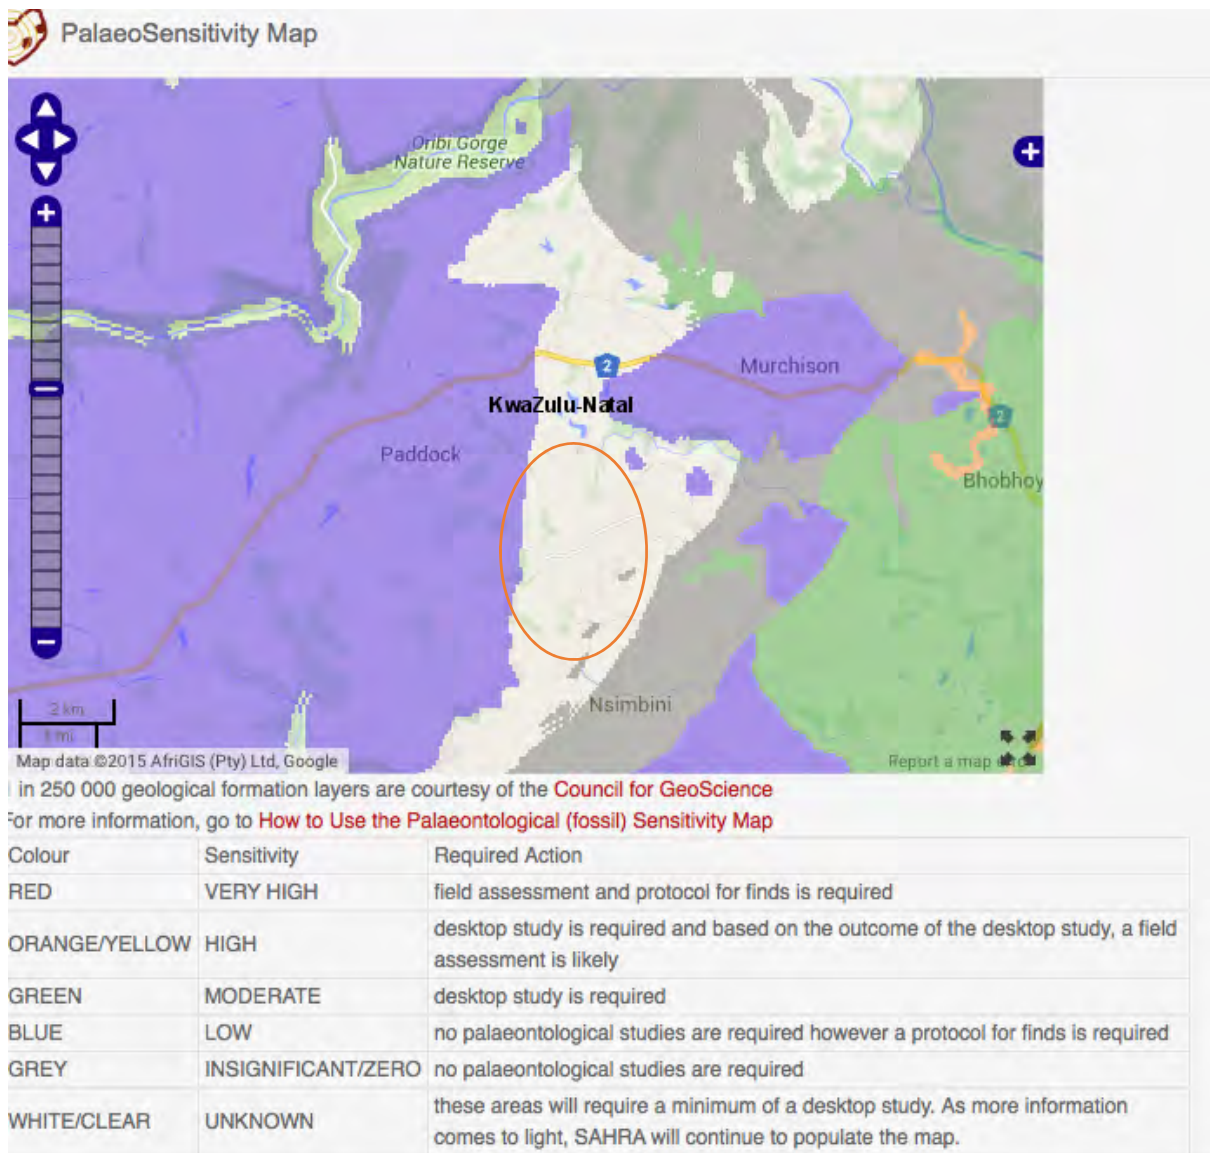 PalaeoSensitivity Map
Oribi Gorge
Nature Reserve
2
Murchison
KwaZulu-Natal
2
Paddock
Bhobhoy
Nsimbini
2 km
1 mi
Map data ©2015 AfriGIS (Pty) Ltd, Google
Report a map
in 250 000 geological formation layers are courtesy of the Council for GeoScience
For more information, go to How to Use the Palaeontological (fossil) Sensitivity Map
Colour Sensitivity Required Action
RED VERY HIGH field assessment and protocol for finds is required
ORANGE/YELLOW HIGH desktop study is required and based on the outcome of the desktop study, a field
assessment is likely
GREEN MODERATE desktop study is required
BLUE LOW no palaeontological studies are required however a protocol for finds is required
GREY INSIGNIFICANT/ZERO no palaeontological studies are required
WHITE/CLEAR UNKNOWN these areas will require a minimum of a desktop study. As more information
comes to light, SAHRA will continue to populate the map.